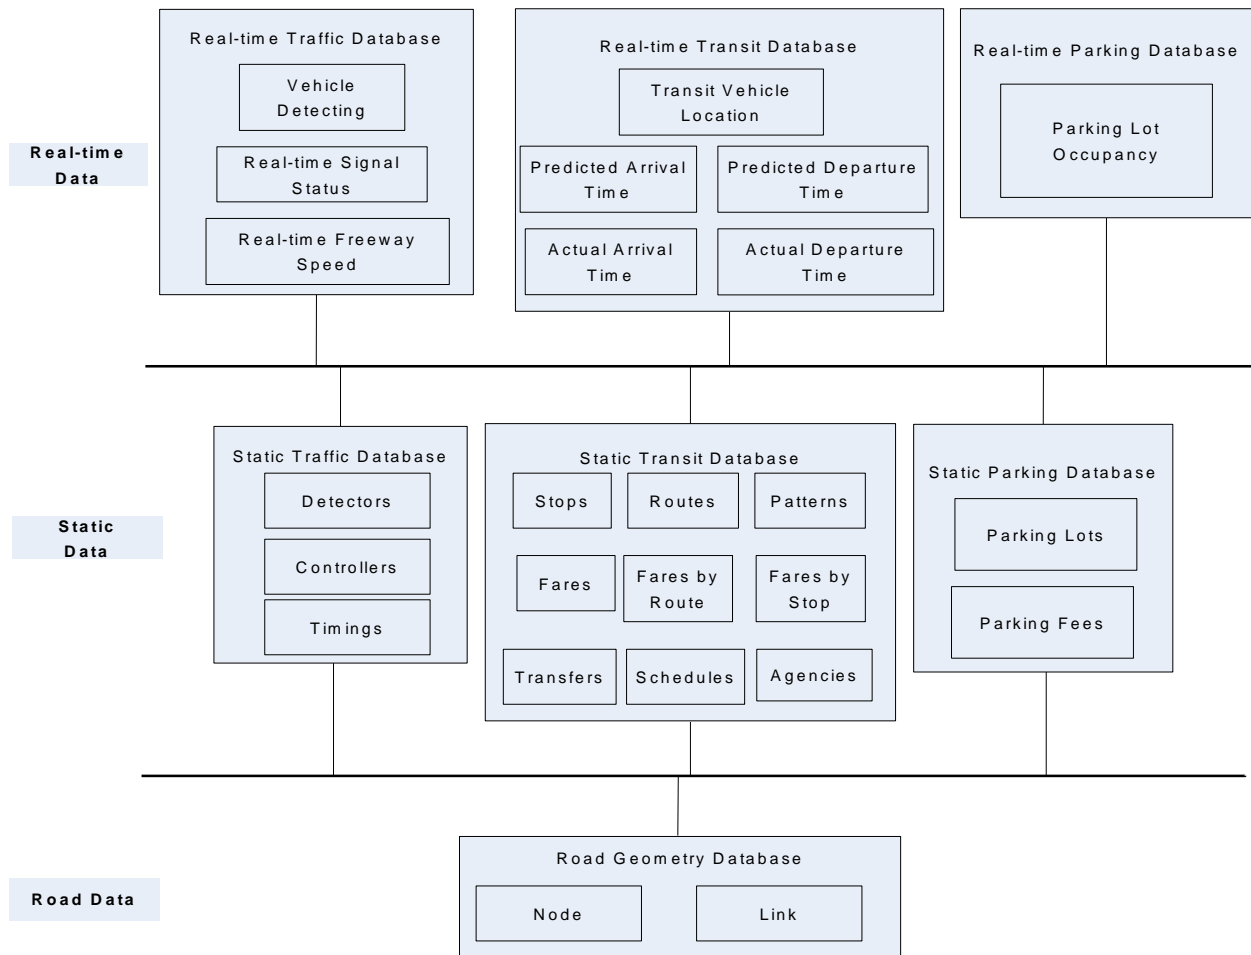 Real-time Traffic Database
Vehicle
Detecting
Real-time Signal
Status
Real-time Freeway
Speed
Real-time Transit Database
Transit Vehicle
Location
Predicted Arrival
Time
Predicted Departure
Time
Actual Arrival
Time
Actual Departure
Time
Real-time Parking Database
Parking Lot
Occupancy
Real-time
Data
Static Traffic Database
Detectors
Controllers
Timings
Static Transit Database
Stops
Routes
Patterns
Fares
Fares by
Route
Fares by
Stop
Transfers
Schedules
Agencies
Static Parking Database
Parking Lots
Parking Fees
Static
Data
Road Geometry Database
Node
Link
Road Data